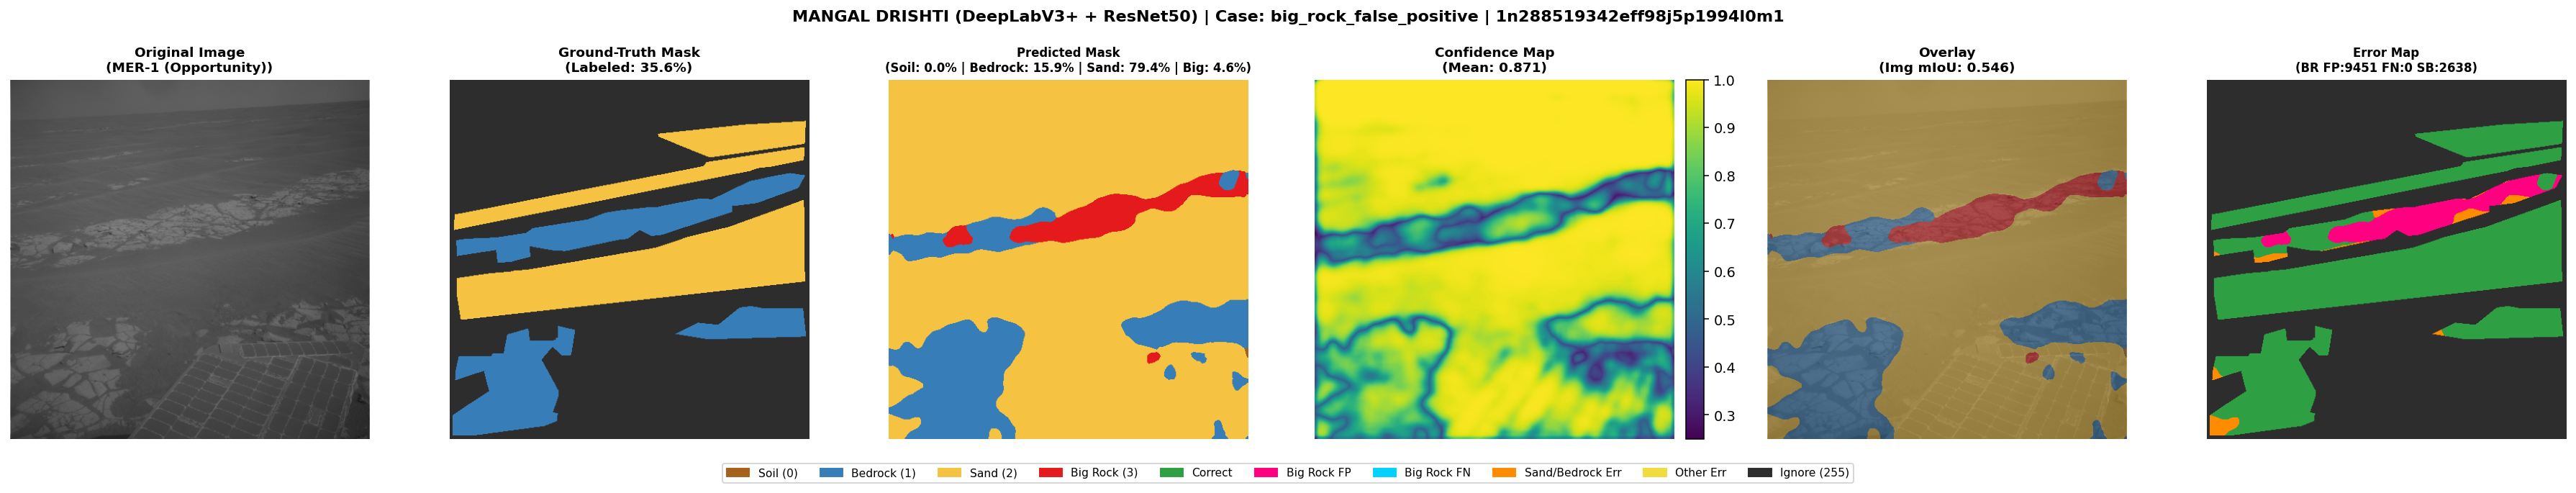 MANGAL DRISHTI (DeepLabV3+ + ResNet50) | Case: big_rock_false_positive | 1n288519342eff98j5p1994l0m1
Original Image
(MER-1 (Opportunity))
Ground-Truth Mask
(Labeled: 35.6%)
Predicted Mask
(Soil: 0.0% | Bedrock: 15.9% | Sand: 79.4% | Big: 4.6%)
Confidence Map
(Mean: 0.871)
1.0
0.9
0.8
0.7
0.6
0.5
0.4
0.3
Overlay
(Img mIoU: 0.546)
Error Map
(BR FP:9451 FN:0 SB:2638)
Soil (0)
Bedrock (1)
Sand (2)
Big Rock (3)
Correct
Big Rock FP
Big Rock FN
Sand/Bedrock Err
Other Err
Ignore (255)